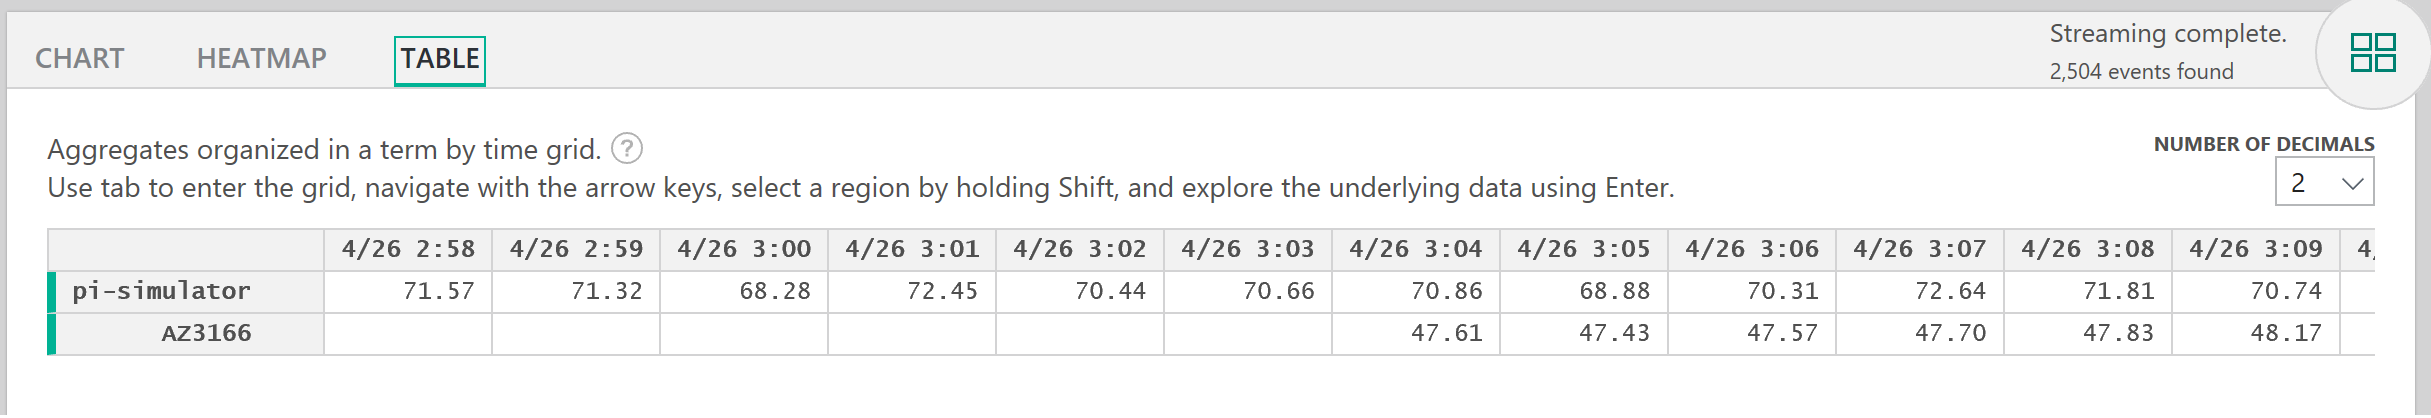 CHART HEATMAP TABLE
Streaming complete.
2,504 events found
Aggregates organized in a term by time grid. ?
Use tab to enter the grid, navigate with the arrow keys, select a region by holding Shift, and explore the underlying data using Enter.
NUMBER OF DECIMALS
2
4/26 2:58 4/26 2:59 4/26 3:00 4/26 3:01 4/26 3:02 4/26 3:03 4/26 3:04 4/26 3:05 4/26 3:06 4/26 3:07 4/26 3:08 4/26 3:09 4/
pi-simulator 71.57 71.32 68.28 72.45 70.44 70.66 70.86 68.88 70.31 72.64 71.81 70.74
AZ3166 47.61 47.43 47.57 47.70 47.83 48.17